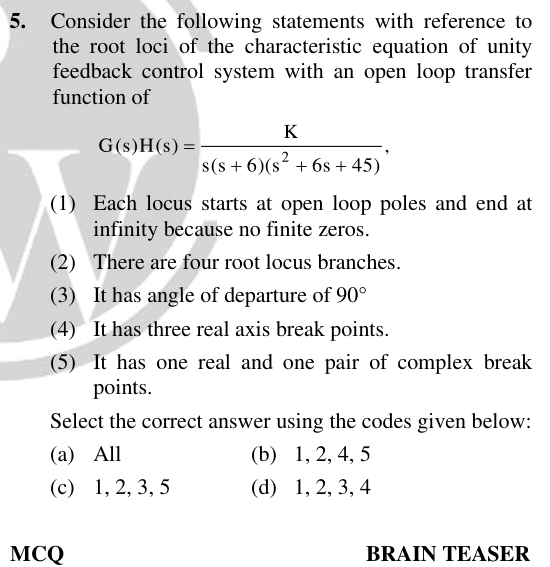 5. Consider the following statements with reference to
the root loci of the characteristic equation of unity
feedback control system with an open loop transfer
function of
G(s)H(s) = K / s(s + 6)(s² + 6s + 45) ,
(1) Each locus starts at open loop poles and end at
infinity because no finite zeros.
(2) There are four root locus branches.
(3) It has angle of departure of 90°
(4) It has three real axis break points.
(5) It has one real and one pair of complex break
points.
Select the correct answer using the codes given below:
(a) All (b) 1, 2, 4, 5
(c) 1, 2, 3, 5 (d) 1, 2, 3, 4
MCQ BRAIN TEASER